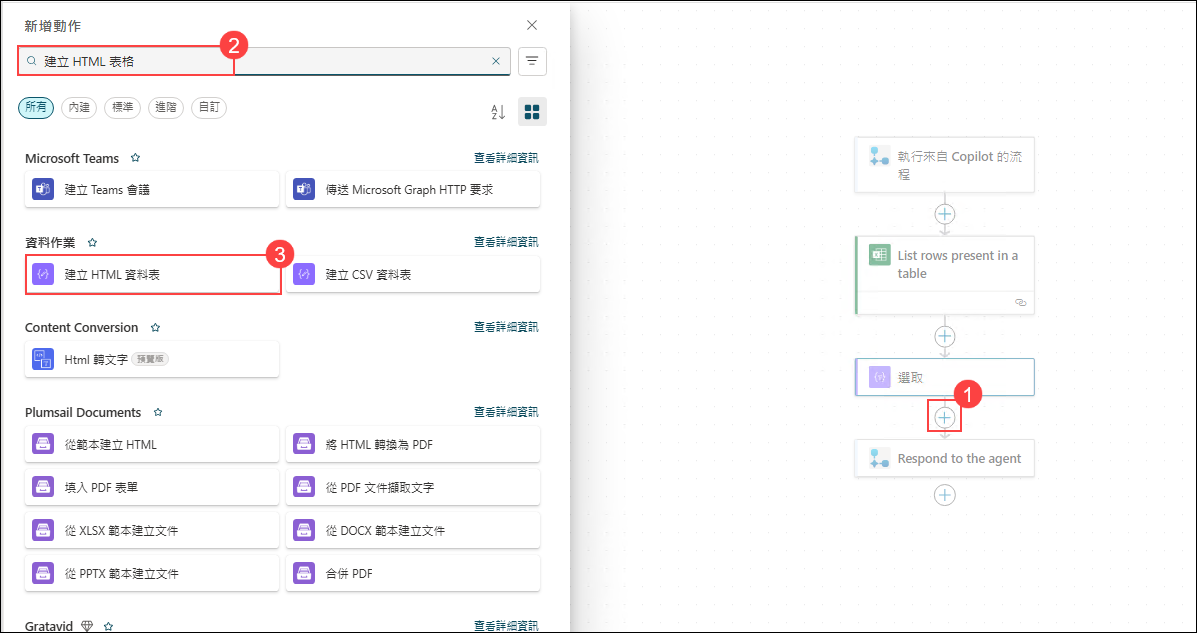 新增動作
2
建立 HTML 表格
所有
內建
標準
進階
自訂
Microsoft Teams
查看詳細資訊
建立 Teams 會議
傳送 Microsoft Graph HTTP 要求
資料作業
查看詳細資訊
3
建立 HTML 資料表
建立 CSV 資料表
Content Conversion
查看詳細資訊
Html 轉文字 預覽版
Plumsail Documents
查看詳細資訊
從範本建立 HTML
將 HTML 轉換為 PDF
填入 PDF 表單
從 PDF 文件擷取文字
從 XLSX 範本建立文件
從 DOCX 範本建立文件
從 PPTX 範本建立文件
合併 PDF
Gratavid
查看詳細資訊
執行來自 Copilot 的流
程
List rows present in a
table
選取
1
Respond to the agent